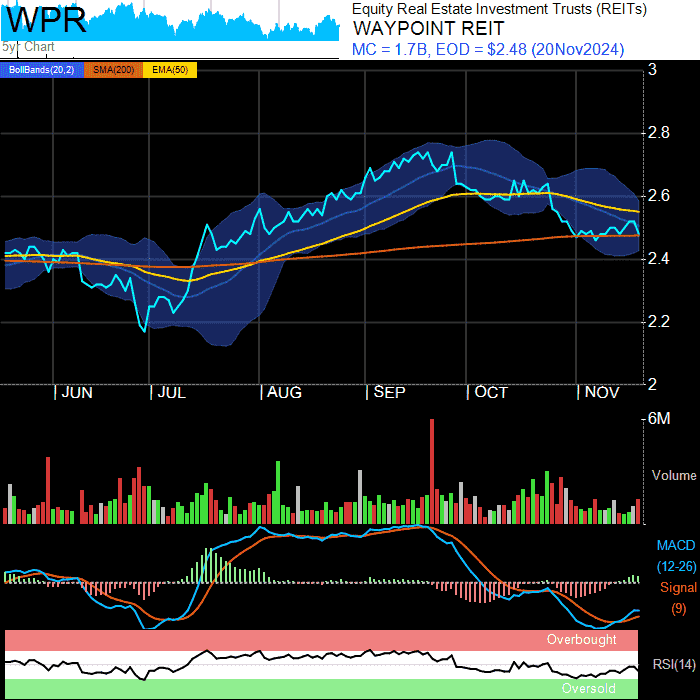 WPR
5yr Chart
Equity Real Estate Investment Trusts (REITs)
WAYPOINT REIT
MC = 1.7B, EOD = $2.48 (20Nov2024)
BollBands(20,2) SMA(200) EMA(50)
3
2.8
2.6
2.4
2.2
2
JUN JUL AUG SEP OCT NOV
6M
Volume
MACD
(12-26)
Signal
(9)
Overbought
RSI(14)
Oversold